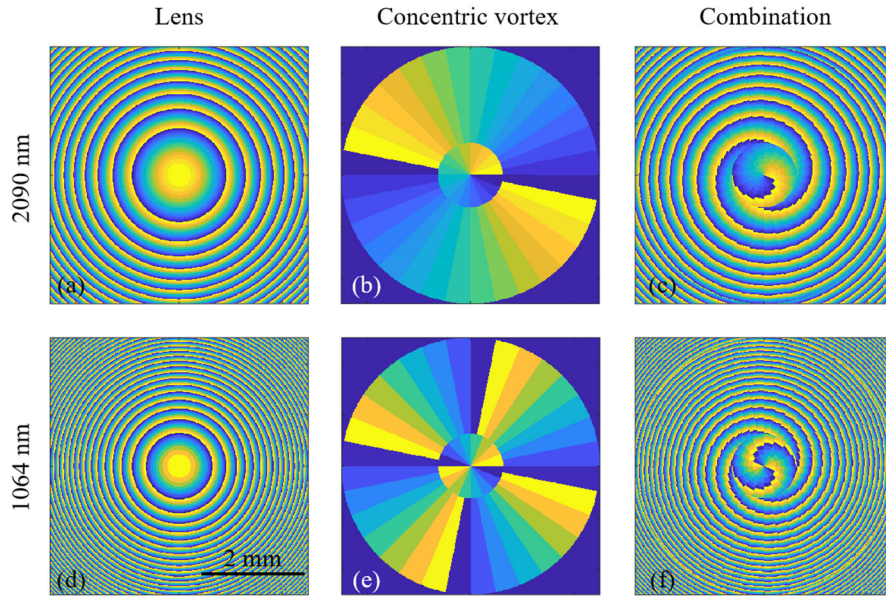 Lens Concentric vortex Combination
2090 nm
(a) (b) (c)
1064 nm
2 mm
(d) (e) (f)